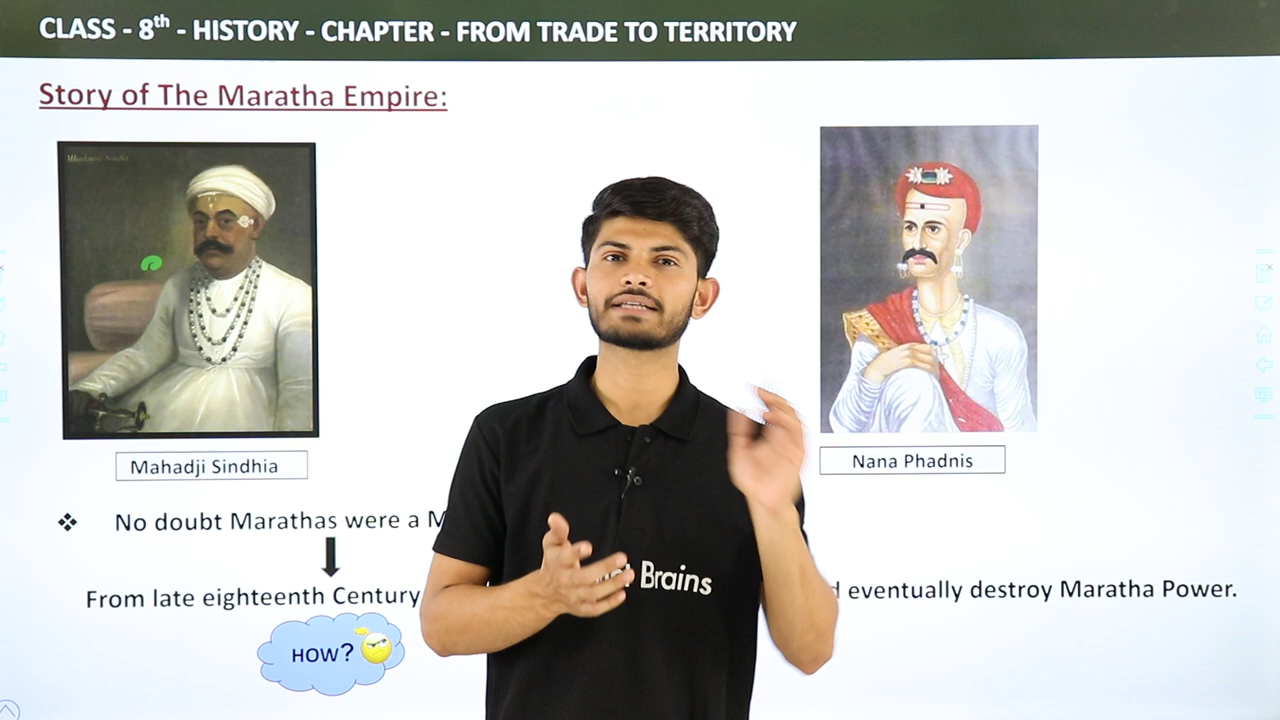 CLASS - 8th - HISTORY - CHAPTER - FROM TRADE TO TERRITORY
Story of The Maratha Empire:
Mahadji Sindhia
Nana Phadnis
❖ No doubt Marathas were a M
From late eighteenth Century
eventually destroy Maratha Power.
HOW?
Brains